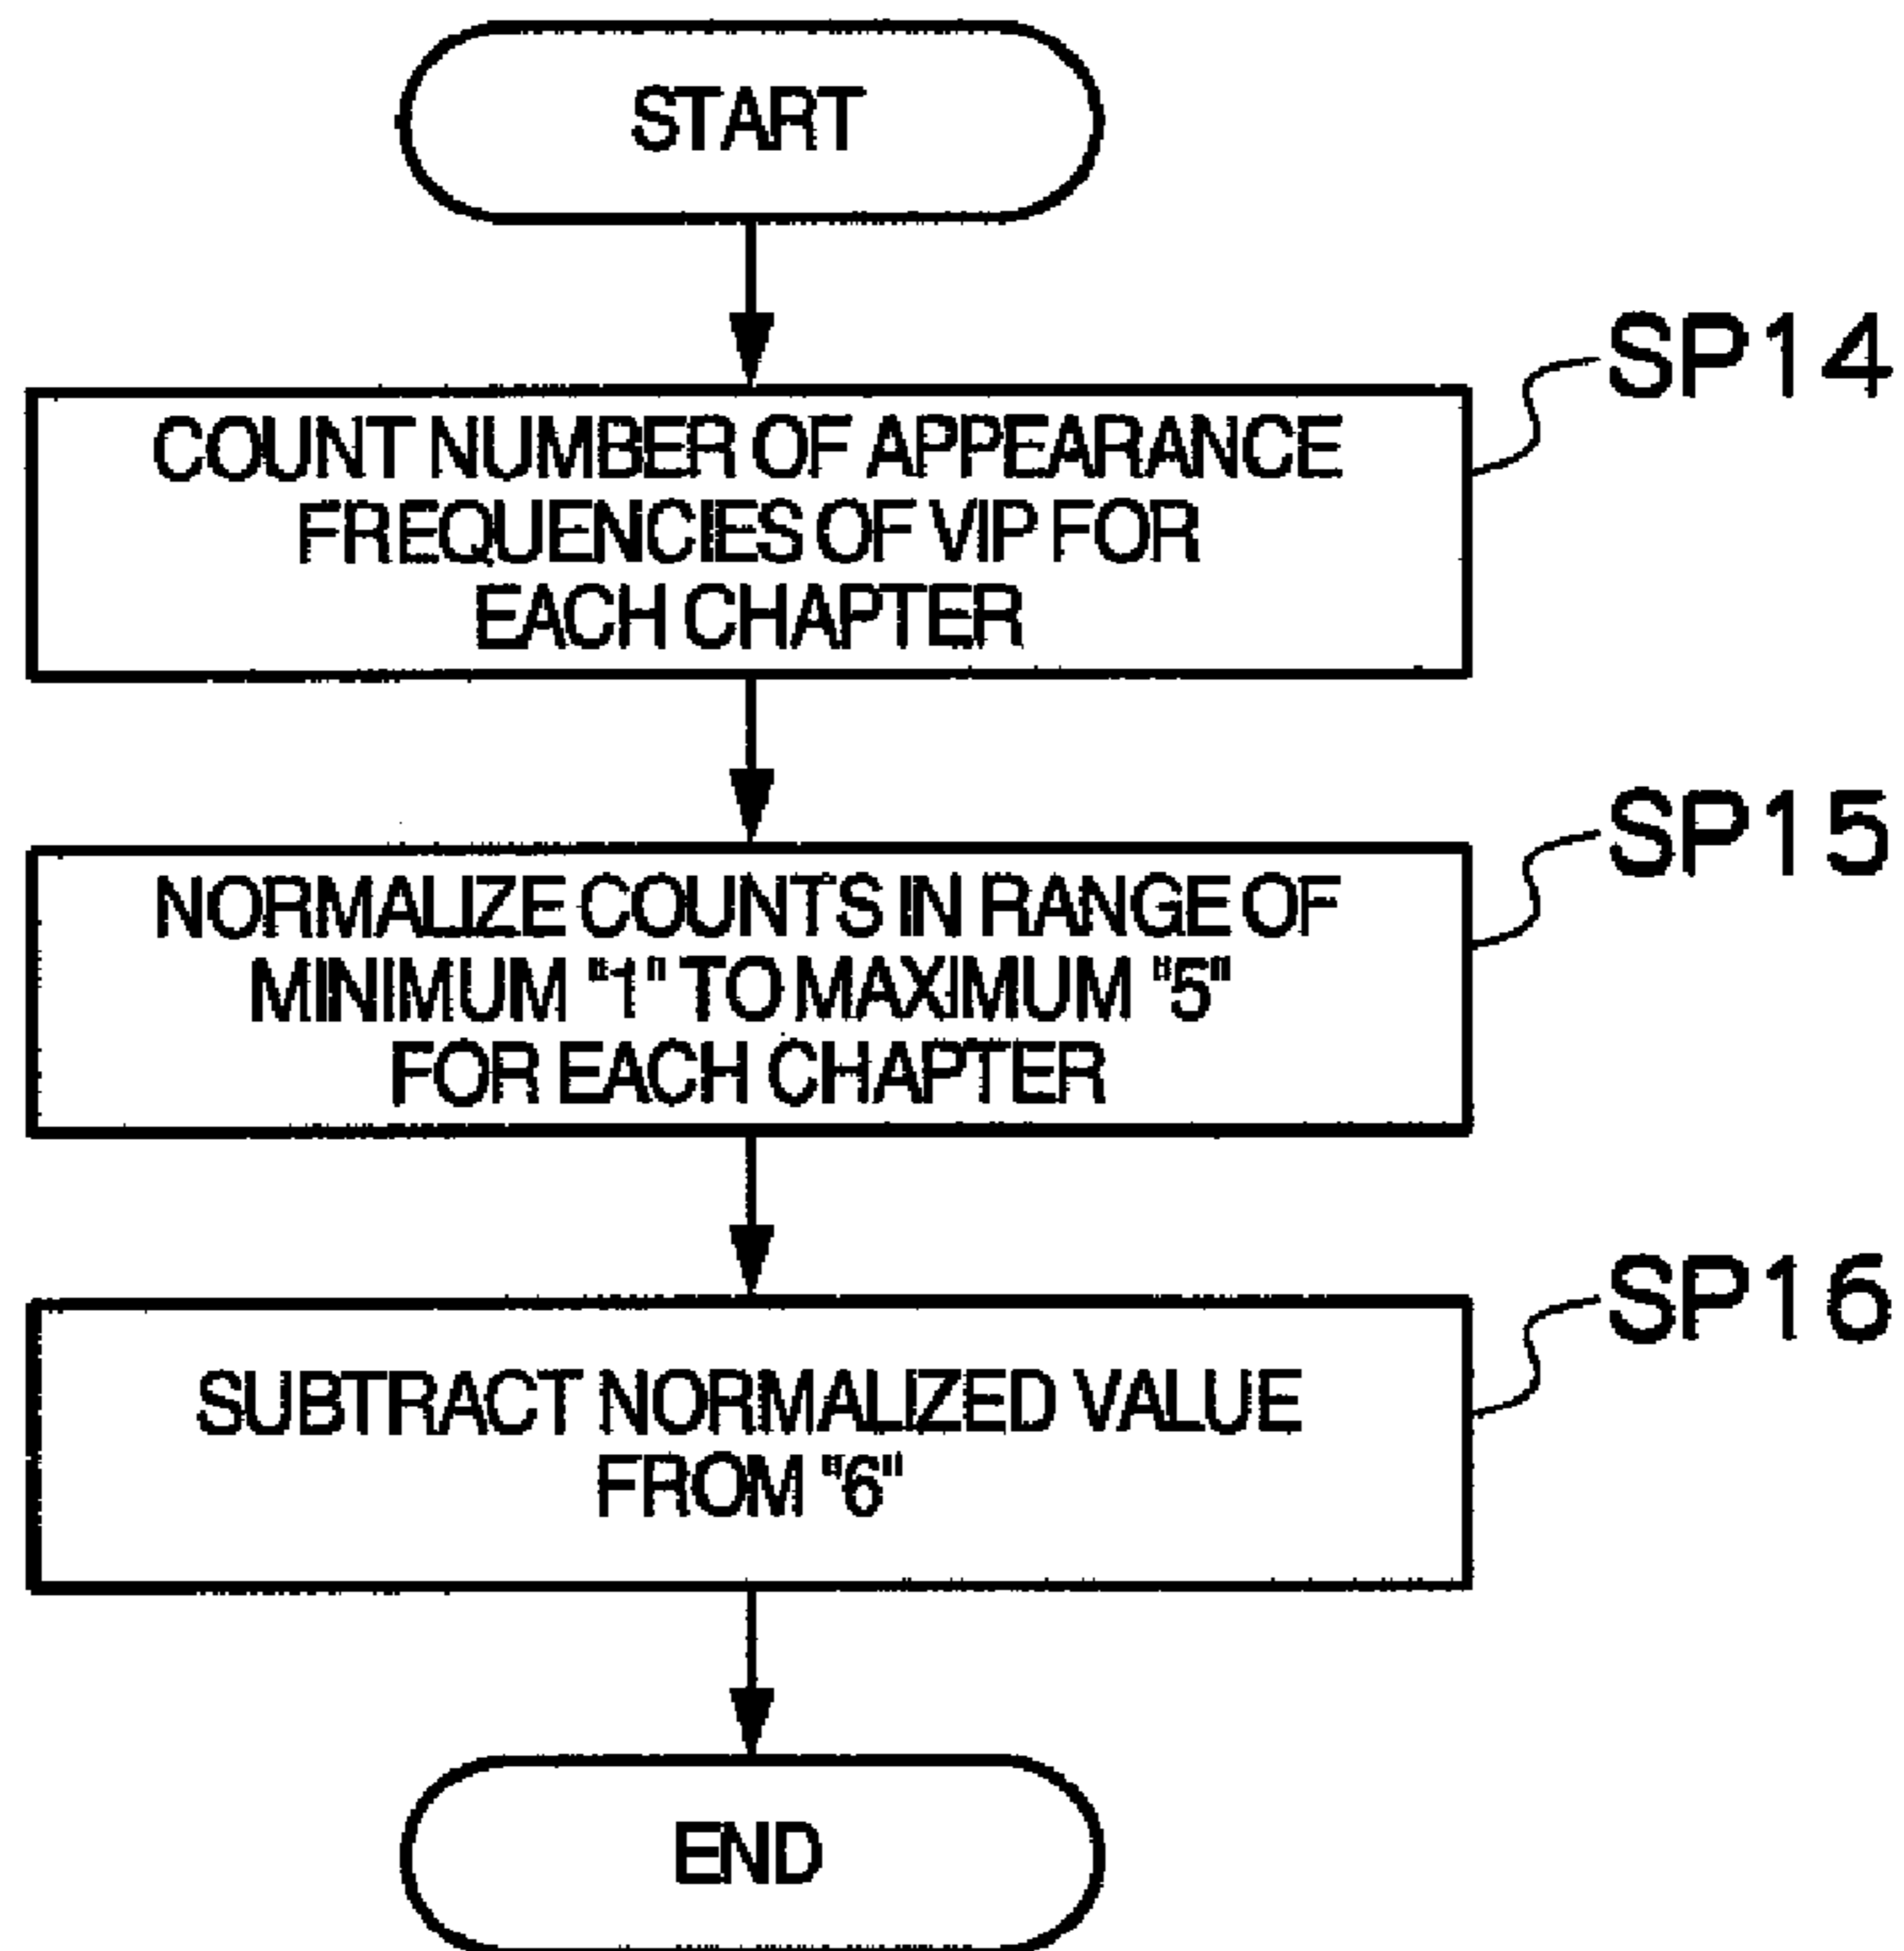 START
SP14
COUNT NUMBER OF APPEARANCE
FREQUENCIES OF VIP FOR
EACH CHAPTER
SP15
NORMALIZE COUNTS IN RANGE OF
MINIMUM "1" TO MAXIMUM "5"
FOR EACH CHAPTER
SP16
SUBTRACT NORMALIZED VALUE
FROM "6"
END